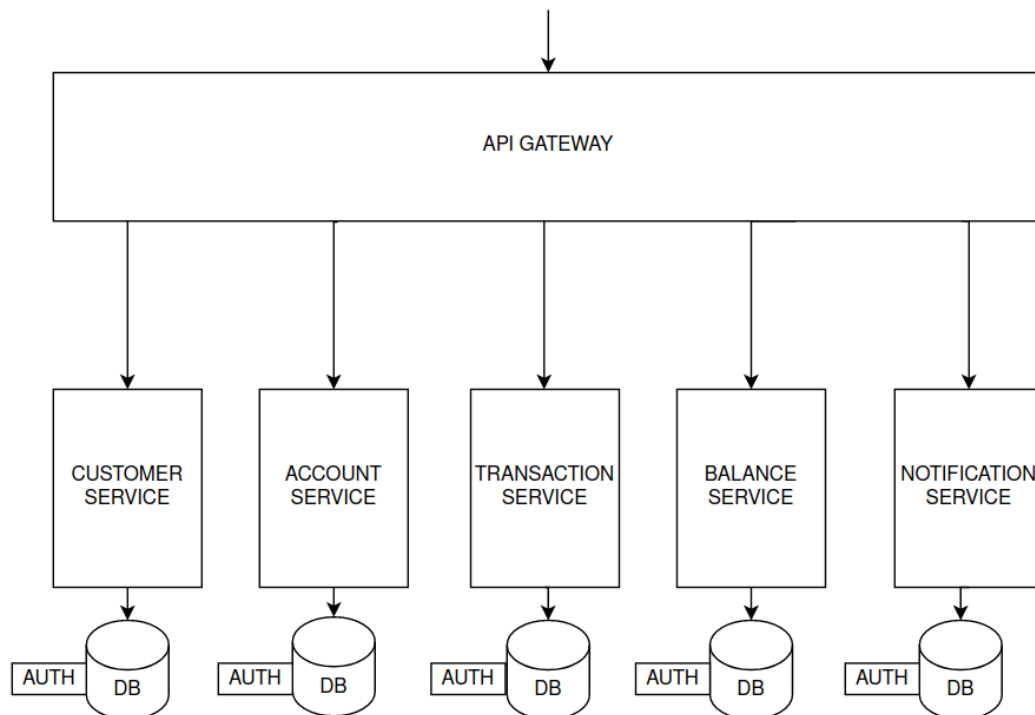 API GATEWAY
CUSTOMER
SERVICE
ACCOUNT
SERVICE
TRANSACTION
SERVICE
BALANCE
SERVICE
NOTIFICATION
SERVICE
AUTH
DB
AUTH
DB
AUTH
DB
AUTH
DB
AUTH
DB